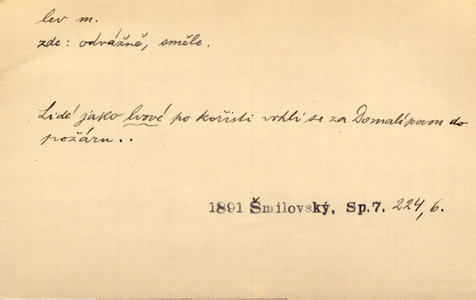 lev m.
zde: odvážně, směle.
Lidé jako lvové po kořisti vrhli se za Domalípovou do
požáru..
1891 Šmilovský, Sp.7. 224, 6.